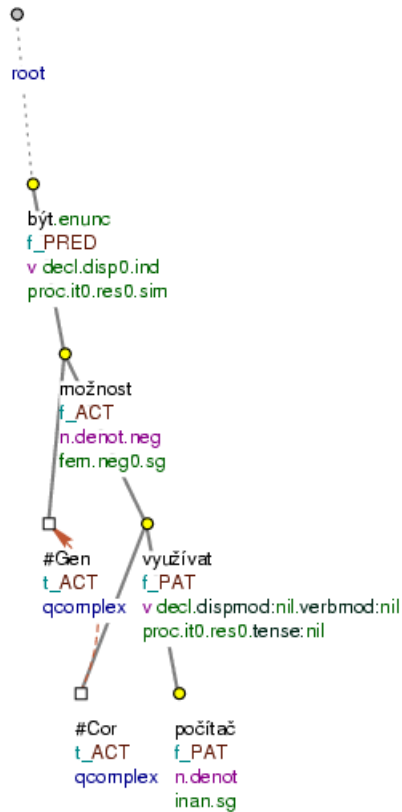 root
být.enunc
f_PRED
v decl.disp0.ind
proc.it0.res0.sim
možnost
f_ACT
n.denot.neg
fem.neg0.sg
#Gen
t_ACT
qcomplex
využívat
f_PAT
v decl.dispmod:nil.verbmod:nil
proc.it0.res0.tense:nil
#Cor
t_ACT
qcomplex
počítač
f_PAT
n.denot
inan.sg